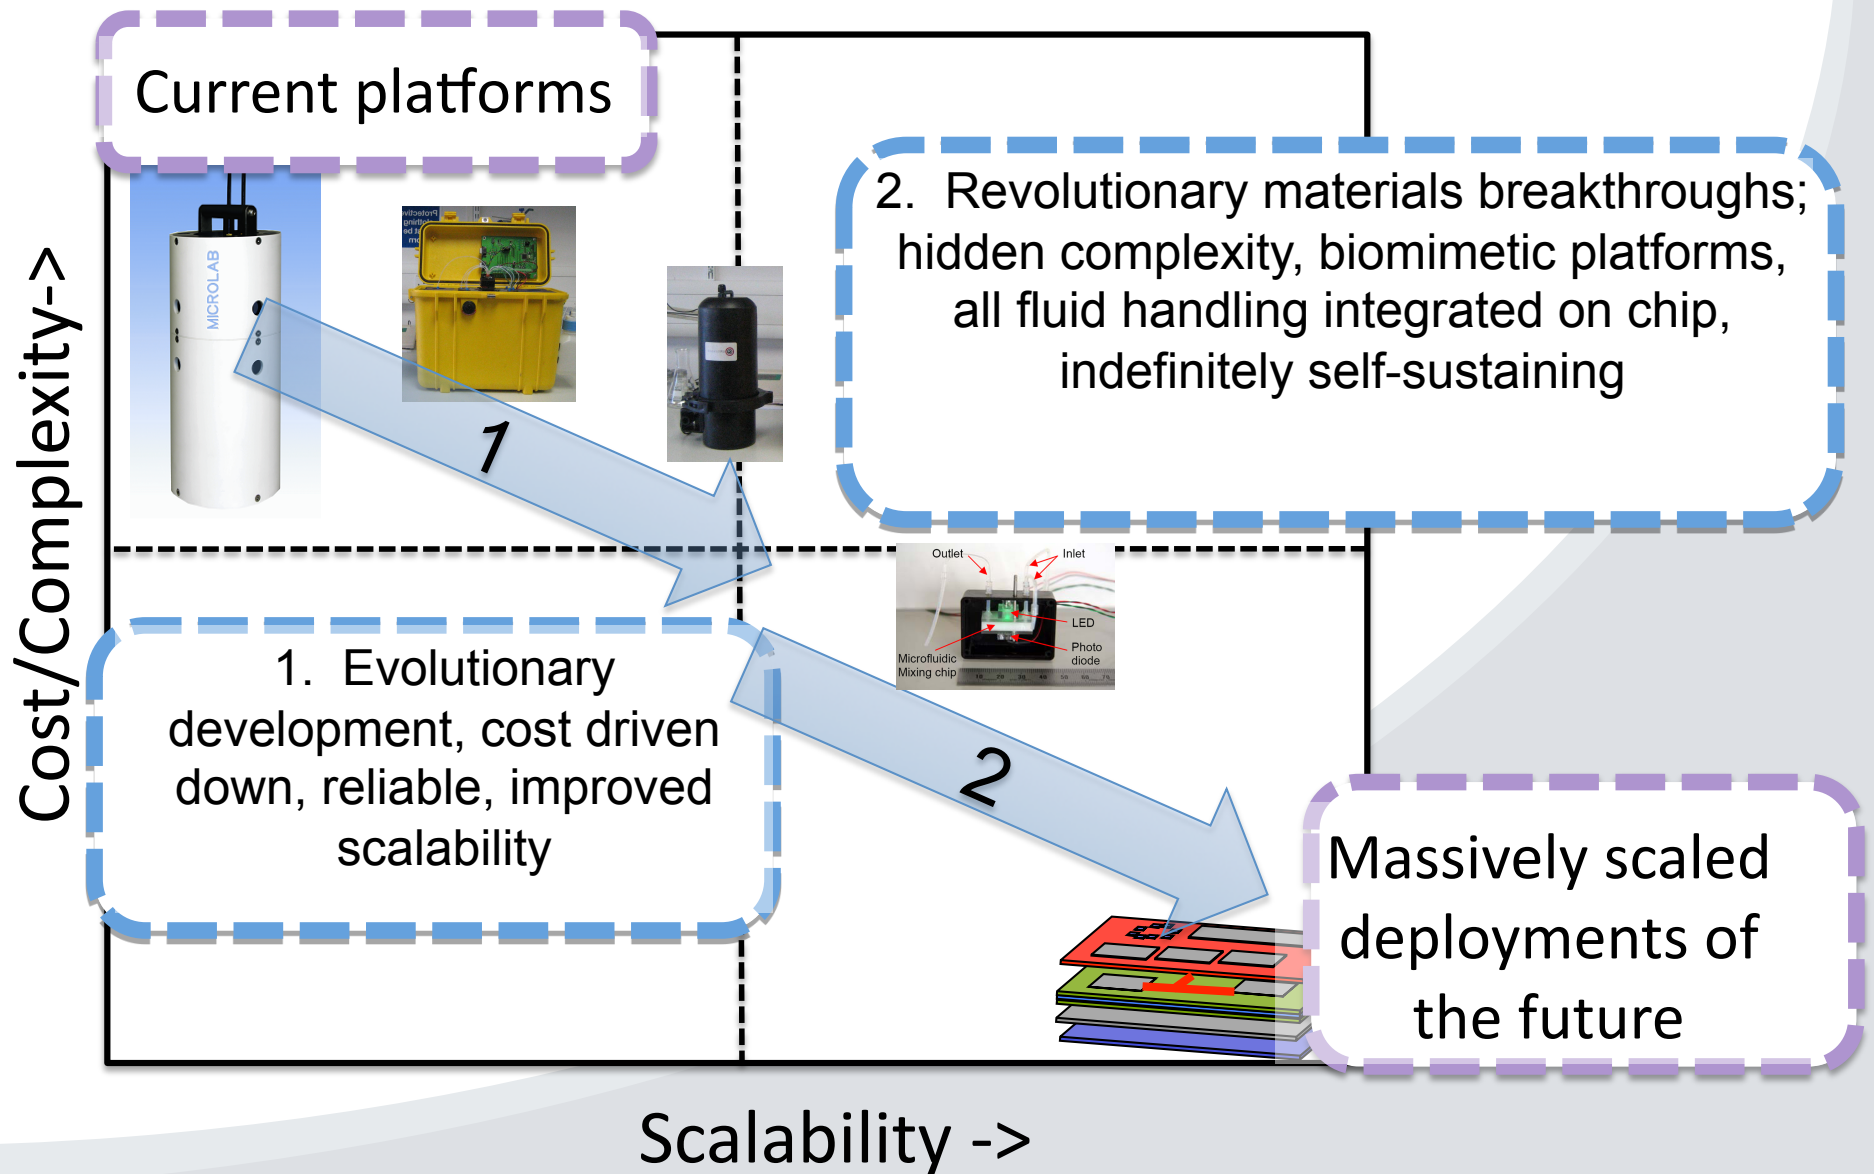 Current platforms
2. Revolutionary materials breakthroughs;
hidden complexity, biomimetic platforms,
all fluid handling integrated on chip,
indefinitely self-sustaining
MICROLAB
1
Cost/Complexity->
Outlet
Inlet
LED
Photo
diode
Microfluidic
Mixing chip
1. Evolutionary
development, cost driven
down, reliable, improved
scalability
2
Massively scaled
deployments of
the future
Scalability ->